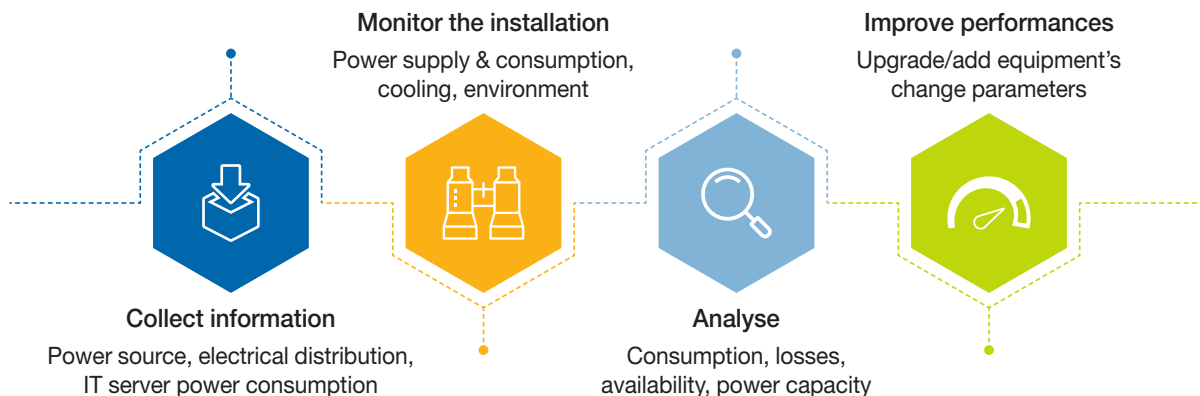 Collect information
Power source, electrical distribution,
IT server power consumption
Monitor the installation
Power supply & consumption,
cooling, environment
Analyse
Consumption, losses,
availability, power capacity
Improve performances
Upgrade/add equipment’s
change parameters